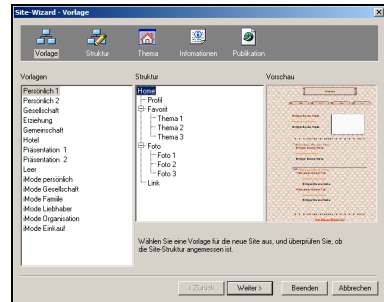 Site-Wizard - Vorlage
Vorlage
Struktur
Thema
Infomationen
Publikation
Vorlagen
Struktur
Vorschau
Persönlich 1
Persönlich 2
Gesellschaft
Erziehung
Gemeinschaft
Hotel
Präsentation 1
Präsentation 2
Leer
iMode persönlich
iMode Gesellschaft
iMode Familie
iMode Liebhaber
iMode Organisation
iMode Einkauf
Home
Profil
Favorit
Thema 1
Thema 2
Thema 3
Foto
Foto 1
Foto 2
Foto 3
Link
Wählen Sie eine Vorlage für die neue Site aus, und überprüfen Sie, ob
die Site-Struktur angemessen ist.
< Zurück
Weiter >
Beenden
Abbrechen